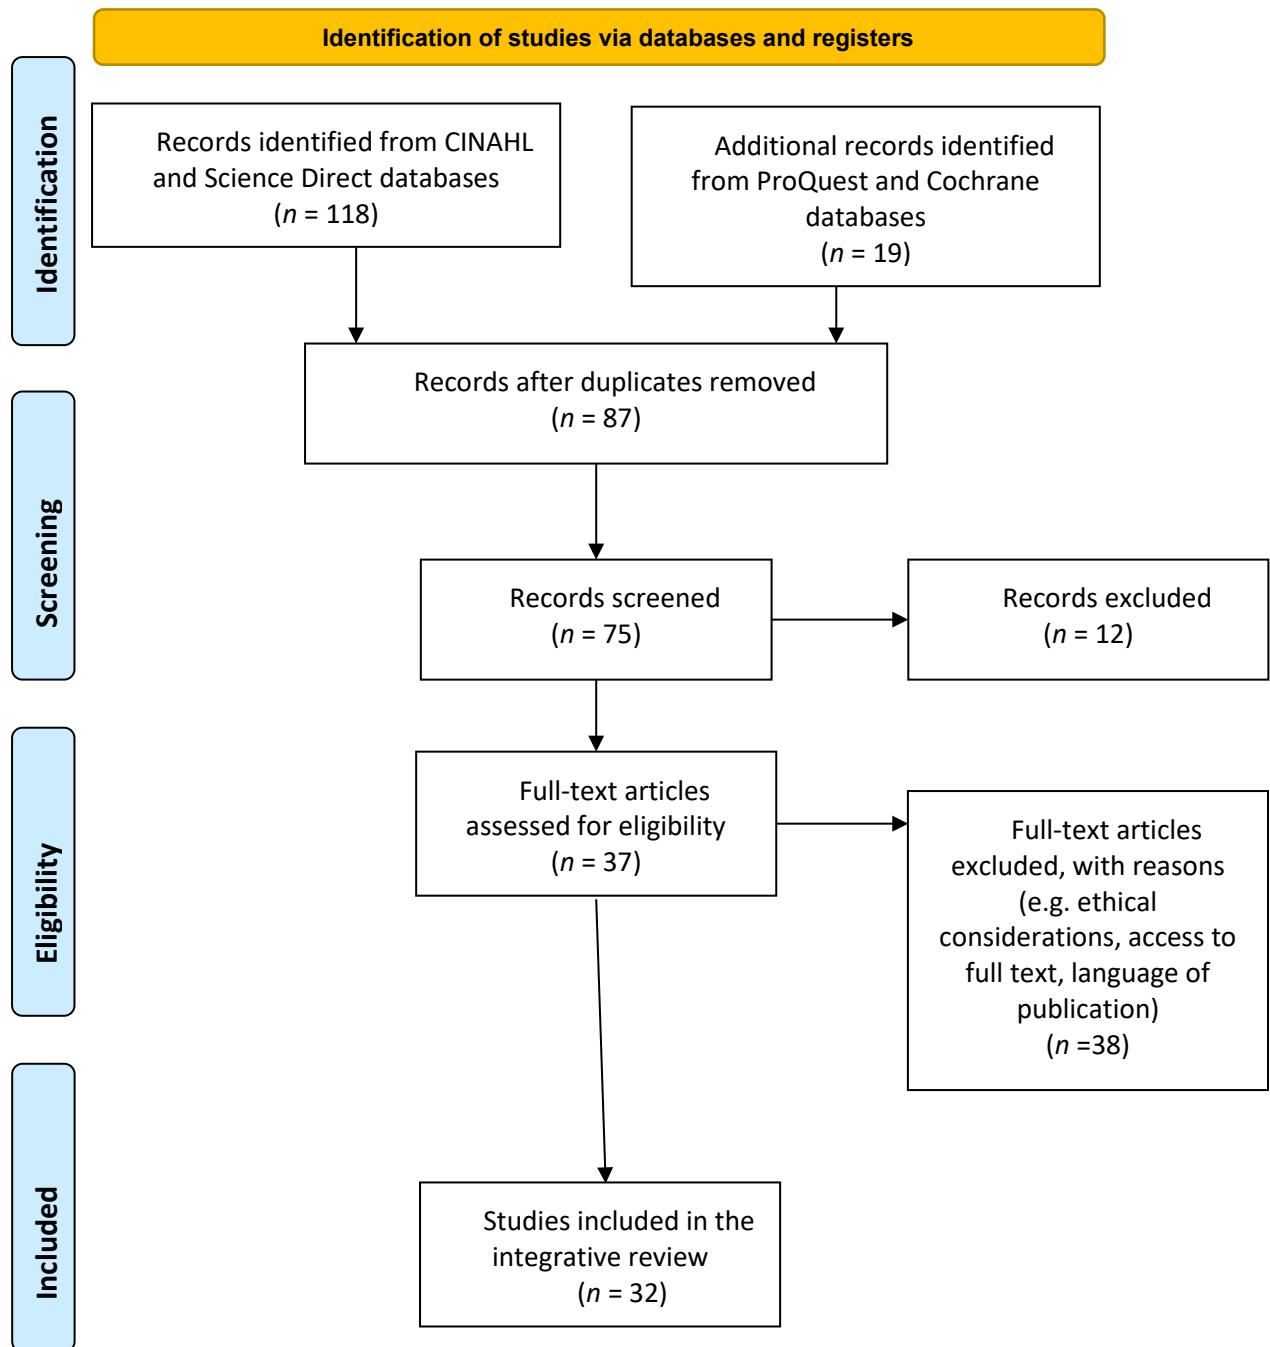 Identification of studies via databases and registers
Identification
Records identified from CINAHL
and Science Direct databases
(n = 118)
Additional records identified
from ProQuest and Cochrane
databases
(n = 19)
Records after duplicates removed
(n = 87)
Screening
Records screened
(n = 75)
Records excluded
(n = 12)
Eligibility
Full-text articles
assessed for eligibility
(n = 37)
Full-text articles
excluded, with reasons
(e.g. ethical
considerations, access to
full text, language of
publication)
(n =38)
Included
Studies included in the
integrative review
(n = 32)